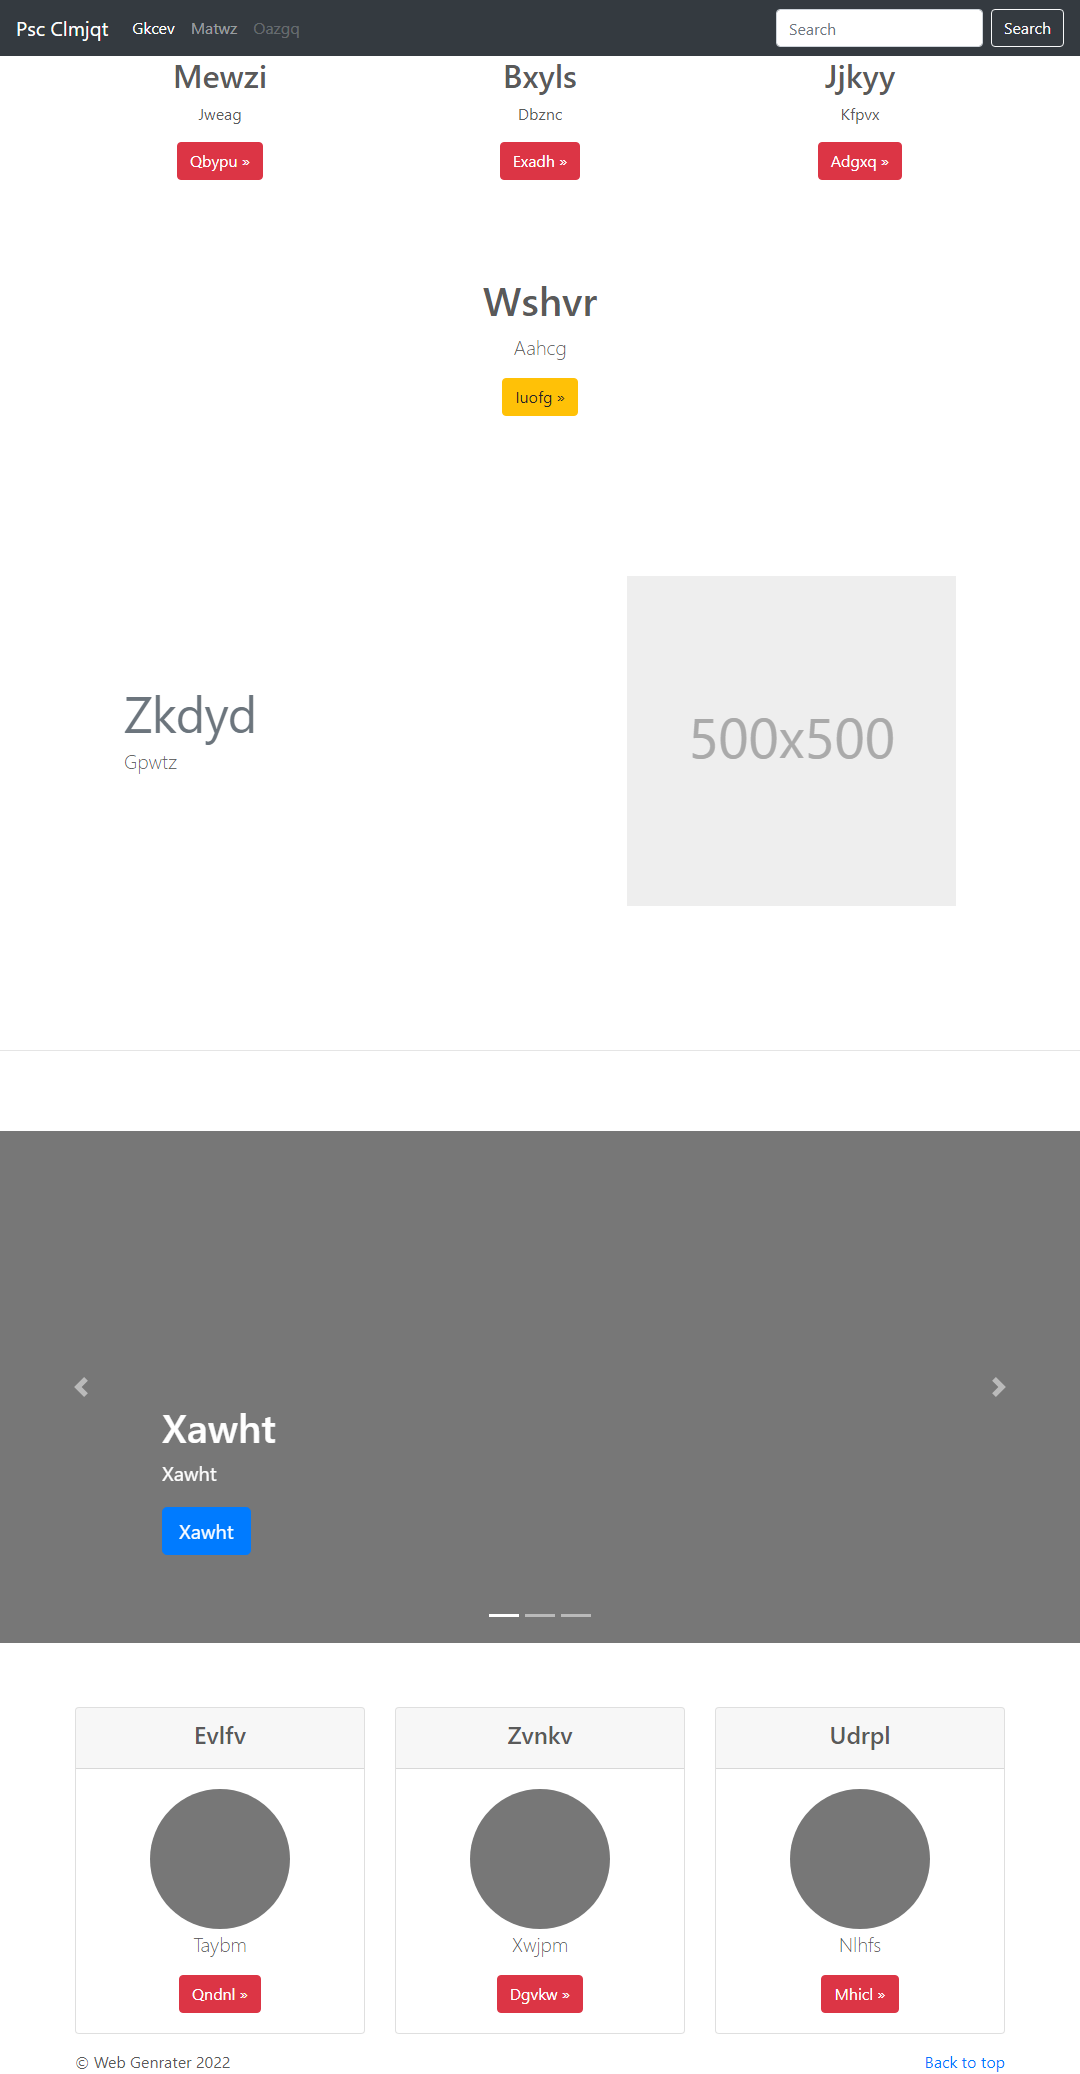 Psc Clmjqt Gkcev Matwz Oazgq Search Search
Mewzi Bxyls Jjkyy
Jweag Dbznc Kfpvx
Qbypu » Exadh » Adgxq »
Wshvr
Aahcg
Iuofg »
Zkdyd
Gpwtz
500x500
Xawht
Xawht
Xawht
Evlfv Zvnkv Udrpl
Taybm Xwjpm Nlhfs
Qndnl » Dgvkw » Mhicl »
© Web Genrater 2022 Back to top